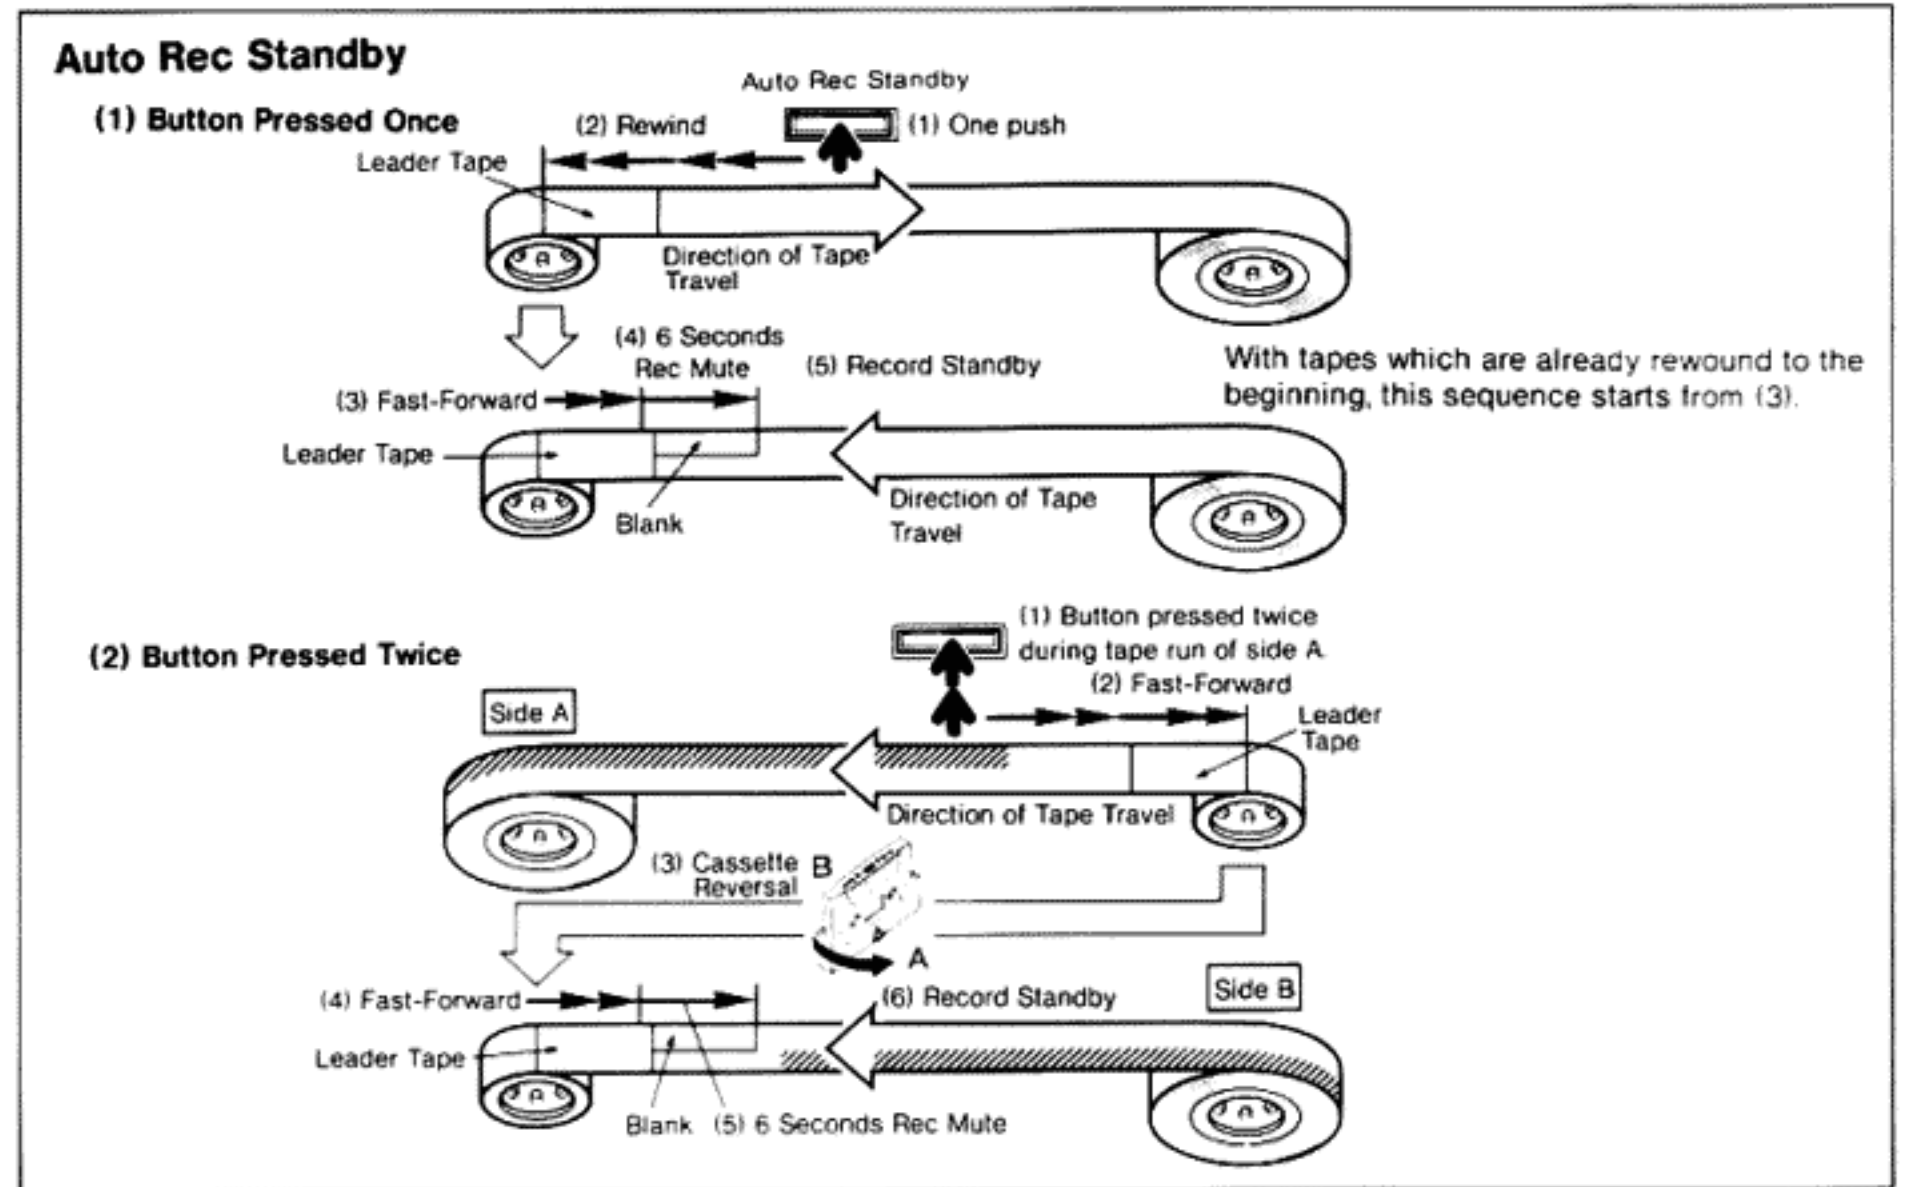 Auto Rec Standby
Auto Rec Standby
(1) Button Pressed Once
(2) Rewind
(1) One push
Leader Tape
Direction of Tape
Travel
(4) 6 Seconds
Rec Mute
(5) Record Standby
With tapes which are already rewound to the
beginning, this sequence starts from (3).
(3) Fast-Forward
Leader Tape
Direction of Tape
Travel
Blank
(1) Button pressed twice
during tape run of side A
(2) Button Pressed Twice
(2) Fast-Forward
Side A
Leader
Tape
Direction of Tape Travel
(3) Cassette
Reversal
B
A
(4) Fast-Forward
(6) Record Standby
Side B
Leader Tape
Blank
(5) 6 Seconds Rec Mute